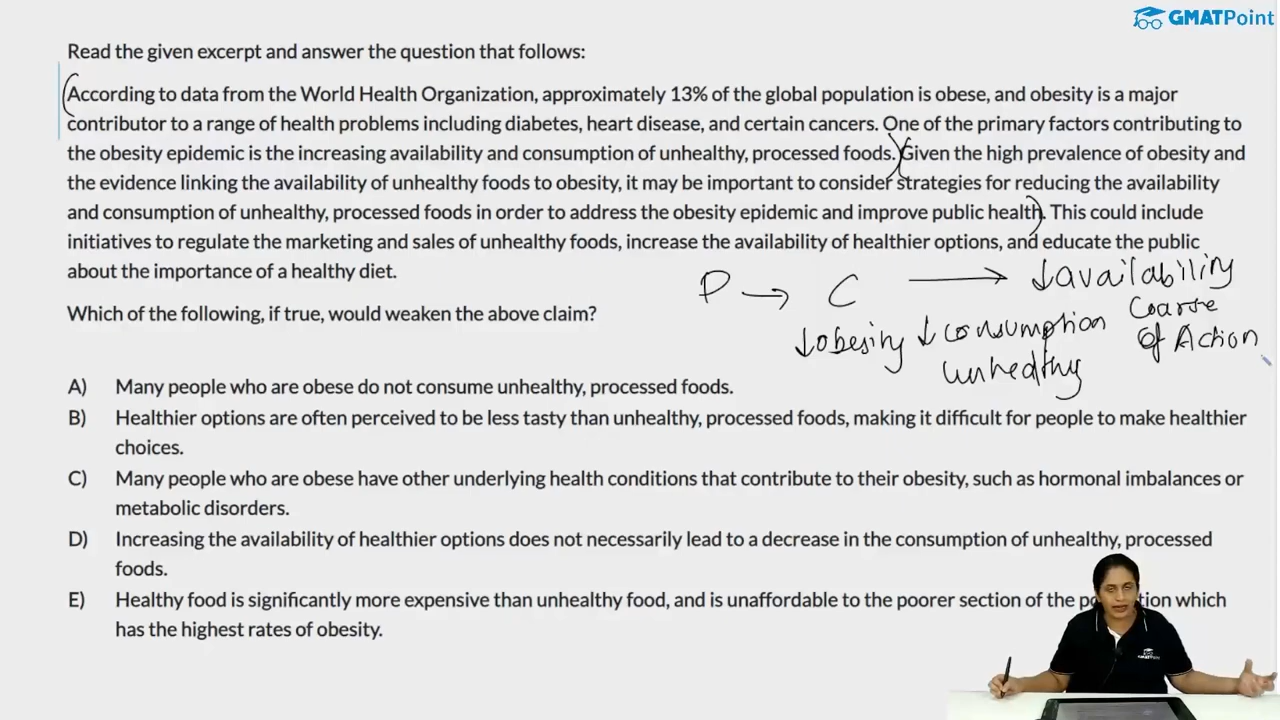 GMATPoint
Read the given excerpt and answer the question that follows:
According to data from the World Health Organization, approximately 13% of the global population is obese, and obesity is a major
contributor to a range of health problems including diabetes, heart disease, and certain cancers. One of the primary factors contributing to
the obesity epidemic is the increasing availability and consumption of unhealthy, processed foods. Given the high prevalence of obesity and
the evidence linking the availability of unhealthy foods to obesity, it may be important to consider strategies for reducing the availability
and consumption of unhealthy, processed foods in order to address the obesity epidemic and improve public health. This could include
initiatives to regulate the marketing and sales of unhealthy foods, increase the availability of healthier options, and educate the public
about the importance of a healthy diet.
P → C → ↓availability
Coarse
of Action
↓obesity ↓consumption
unhealthy
Which of the following, if true, would weaken the above claim?
A) Many people who are obese do not consume unhealthy, processed foods.
B) Healthier options are often perceived to be less tasty than unhealthy, processed foods, making it difficult for people to make healthier
choices.
C) Many people who are obese have other underlying health conditions that contribute to their obesity, such as hormonal imbalances or
metabolic disorders.
D) Increasing the availability of healthier options does not necessarily lead to a decrease in the consumption of unhealthy, processed
foods.
E) Healthy food is significantly more expensive than unhealthy food, and is unaffordable to the poorer section of the which
has the highest rates of obesity.